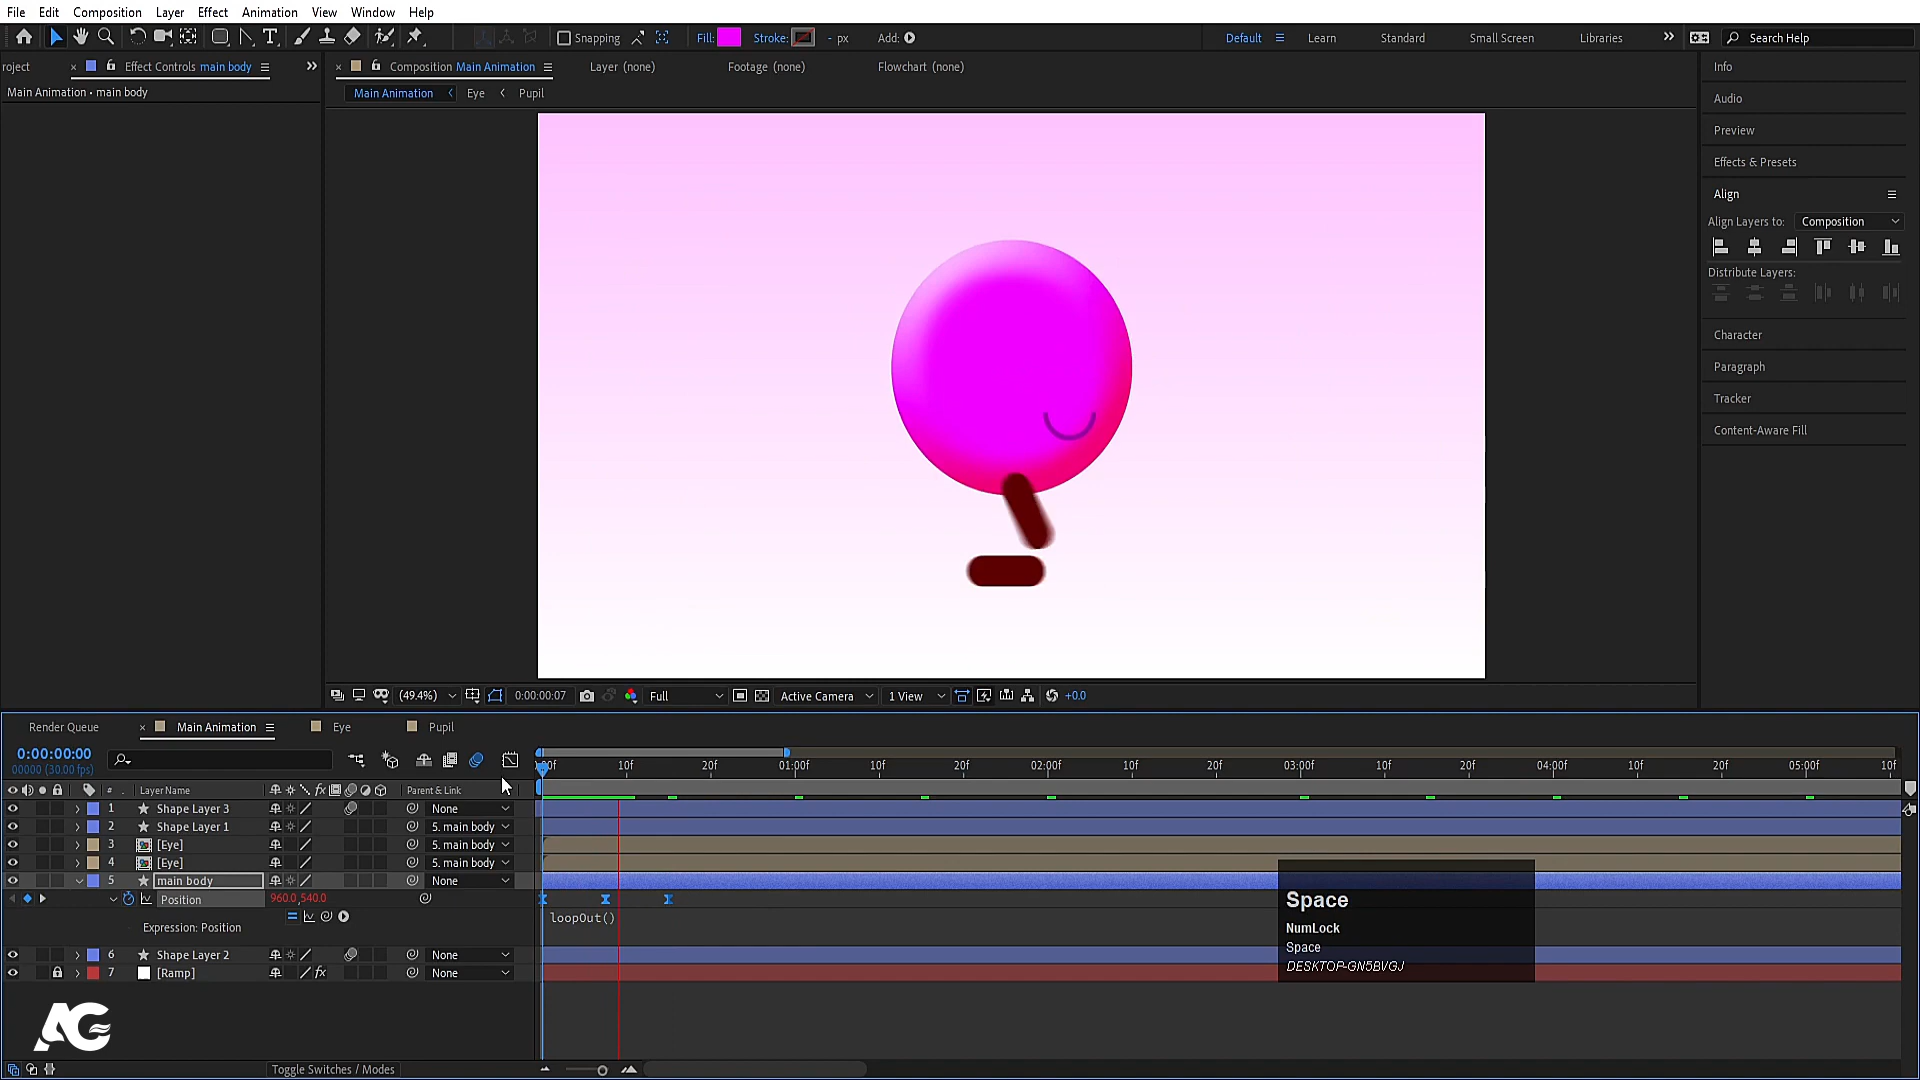 File Edit Composition Layer Effect Animation View Window Help
Snapping Fill: Stroke: - px Add: Default Learn Standard Small Screen Libraries Search Help
roject Effect Controls main body Composition Main Animation Layer (none) Footage (none) Flowchart (none) Info
Main Animation • main body Main Animation Eye Pupil
Audio
Preview
Effects & Presets
Align
Align Layers to: Composition
Distribute Layers:
Character
Paragraph
Tracker
Content-Aware Fill
(49.4%) 0:00:00:07 Full Active Camera 1 View +0.0
Render Queue Main Animation Eye Pupil
0:00:00:00
00000 (30.00 fps)
10f 20f 01:00f 10f 20f 02:00f 10f 20f 03:00f 10f 20f 04:00f 10f 20f 05:00f 10f
# Layer Name fx Parent & Link
1 Shape Layer 3 None
2 Shape Layer 1 5. main body
3 [Eye] 5. main body
4 [Eye] 5. main body
5 main body None
Position 960.0,540.0
loopOut()
Expression: Position
6 Shape Layer 2 None
7 [Ramp] fx None
Space
NumLock
Space
DESKTOP-GN5BVGJ
AG
Toggle Switches / Modes